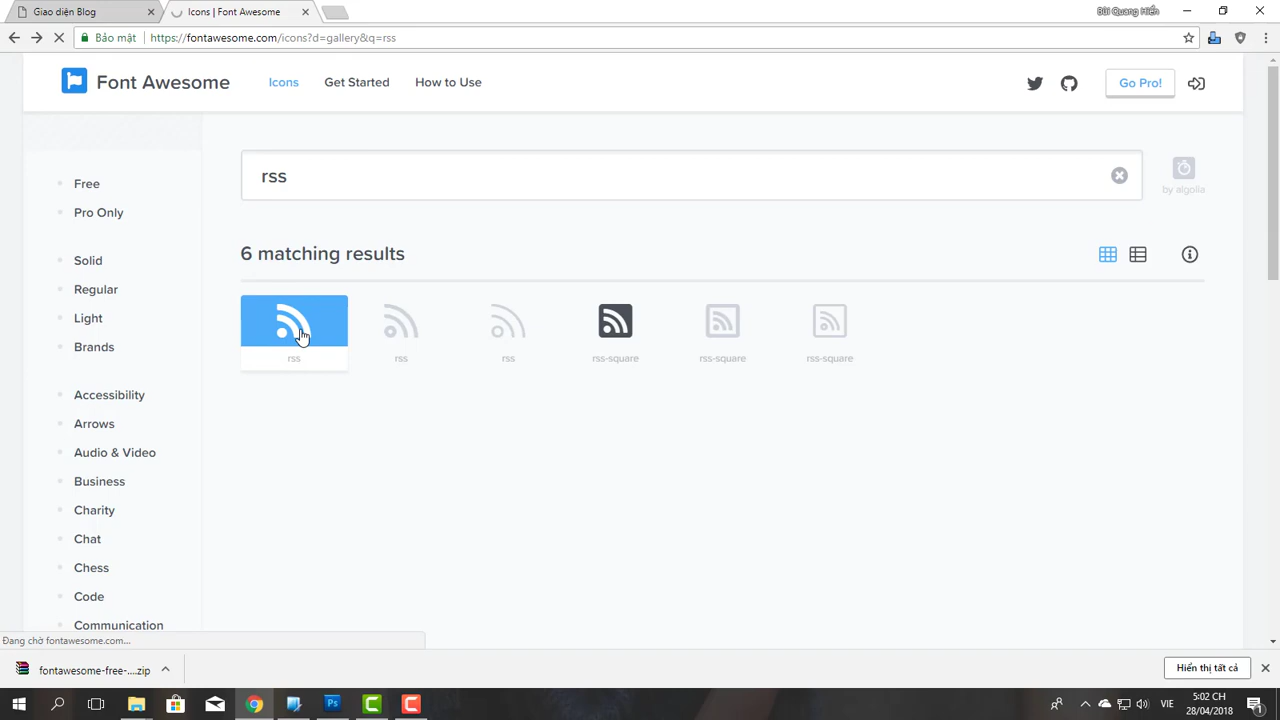 Giao diện Blog
Icons | Font Awesome
Bùi Quang Hiển
Bảo mật
https://fontawesome.com/icons?d=gallery&q=rss
Font Awesome
Icons
Get Started
How to Use
Go Pro!
rss
by algolia
Free
Pro Only
Solid
Regular
Light
Brands
Accessibility
Arrows
Audio & Video
Business
Charity
Chat
Chess
Code
Communication
6 matching results
rss
rss
rss
rss-square
rss-square
rss-square
Đang chờ fontawesome.com...
fontawesome-free-....zip
Hiển thị tất cả
VIE
5:02 CH
28/04/2018
1